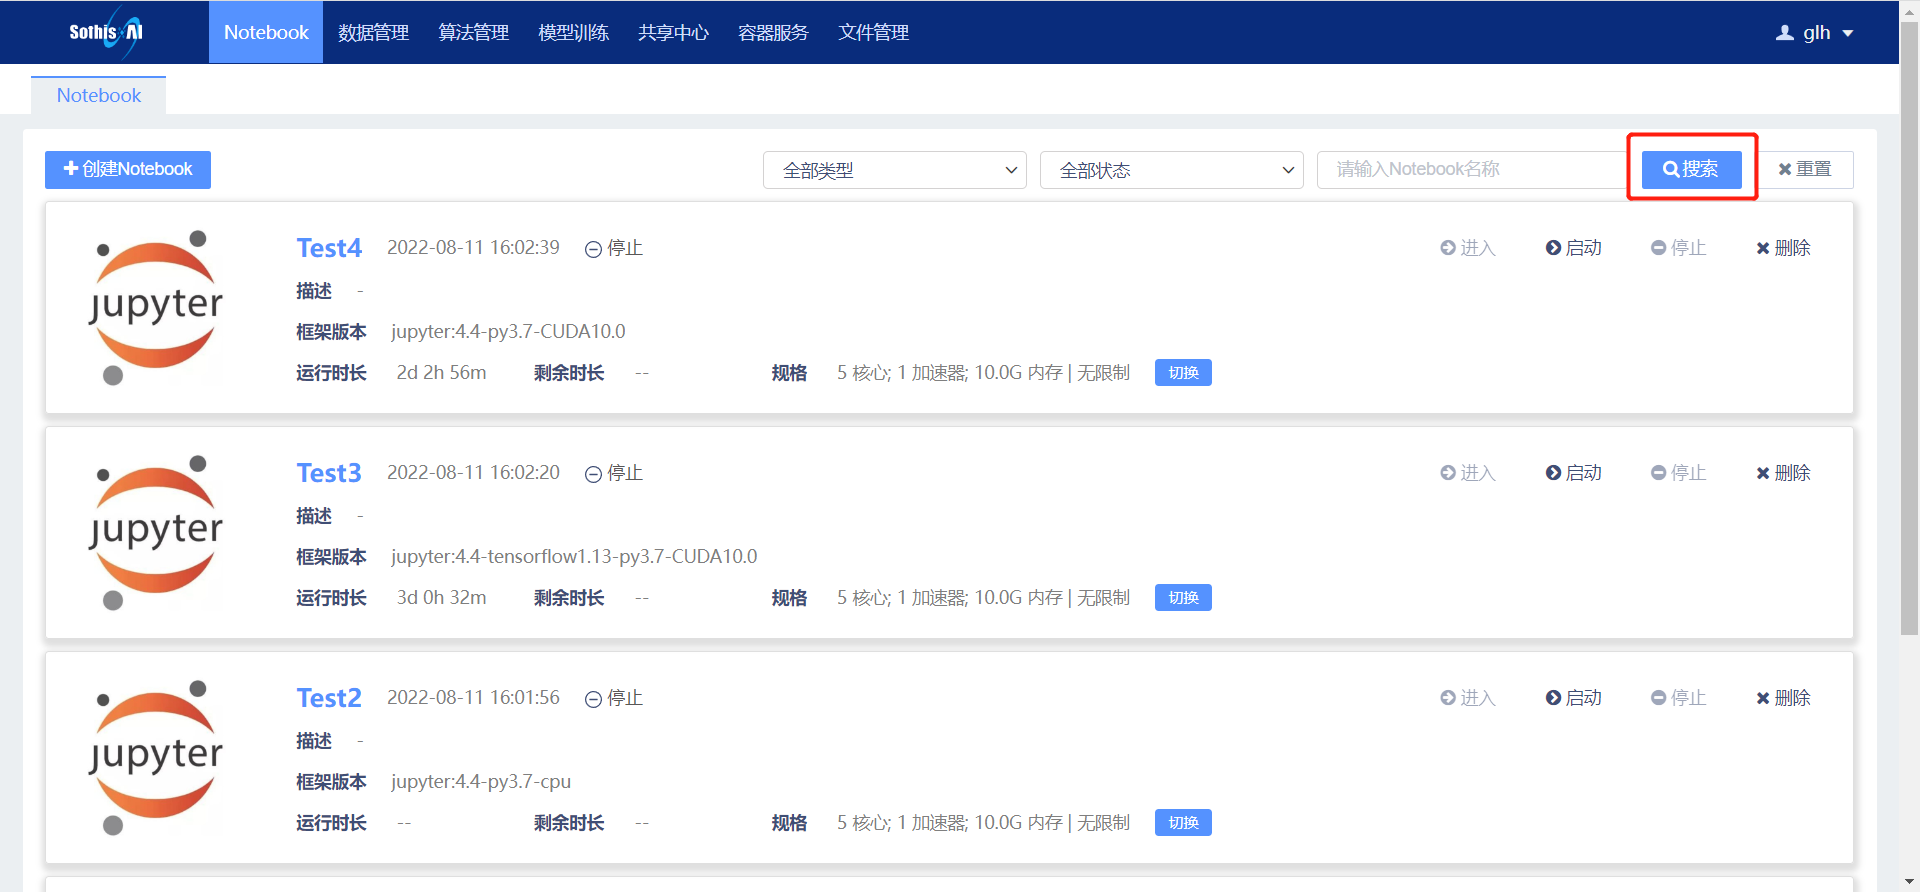 SothisAI Notebook 数据管理 算法管理 模型训练 共享中心 容器服务 文件管理 glh
Notebook
创建Notebook 全部类型 全部状态 请输入Notebook名称 搜索 重置
Test4 2022-08-11 16:02:39 停止 进入 启动 停止 删除
描述 -
框架版本 jupyter:4.4-py3.7-CUDA10.0
运行时长 2d 2h 56m 剩余时长 -- 规格 5 核心; 1 加速器; 10.0G 内存 | 无限制 切换
jupyter
Test3 2022-08-11 16:02:20 停止 进入 启动 停止 删除
描述 -
框架版本 jupyter:4.4-tensorflow1.13-py3.7-CUDA10.0
运行时长 3d 0h 32m 剩余时长 -- 规格 5 核心; 1 加速器; 10.0G 内存 | 无限制 切换
jupyter
Test2 2022-08-11 16:01:56 停止 进入 启动 停止 删除
描述 -
框架版本 jupyter:4.4-py3.7-cpu
运行时长 -- 剩余时长 -- 规格 5 核心; 1 加速器; 10.0G 内存 | 无限制 切换
jupyter